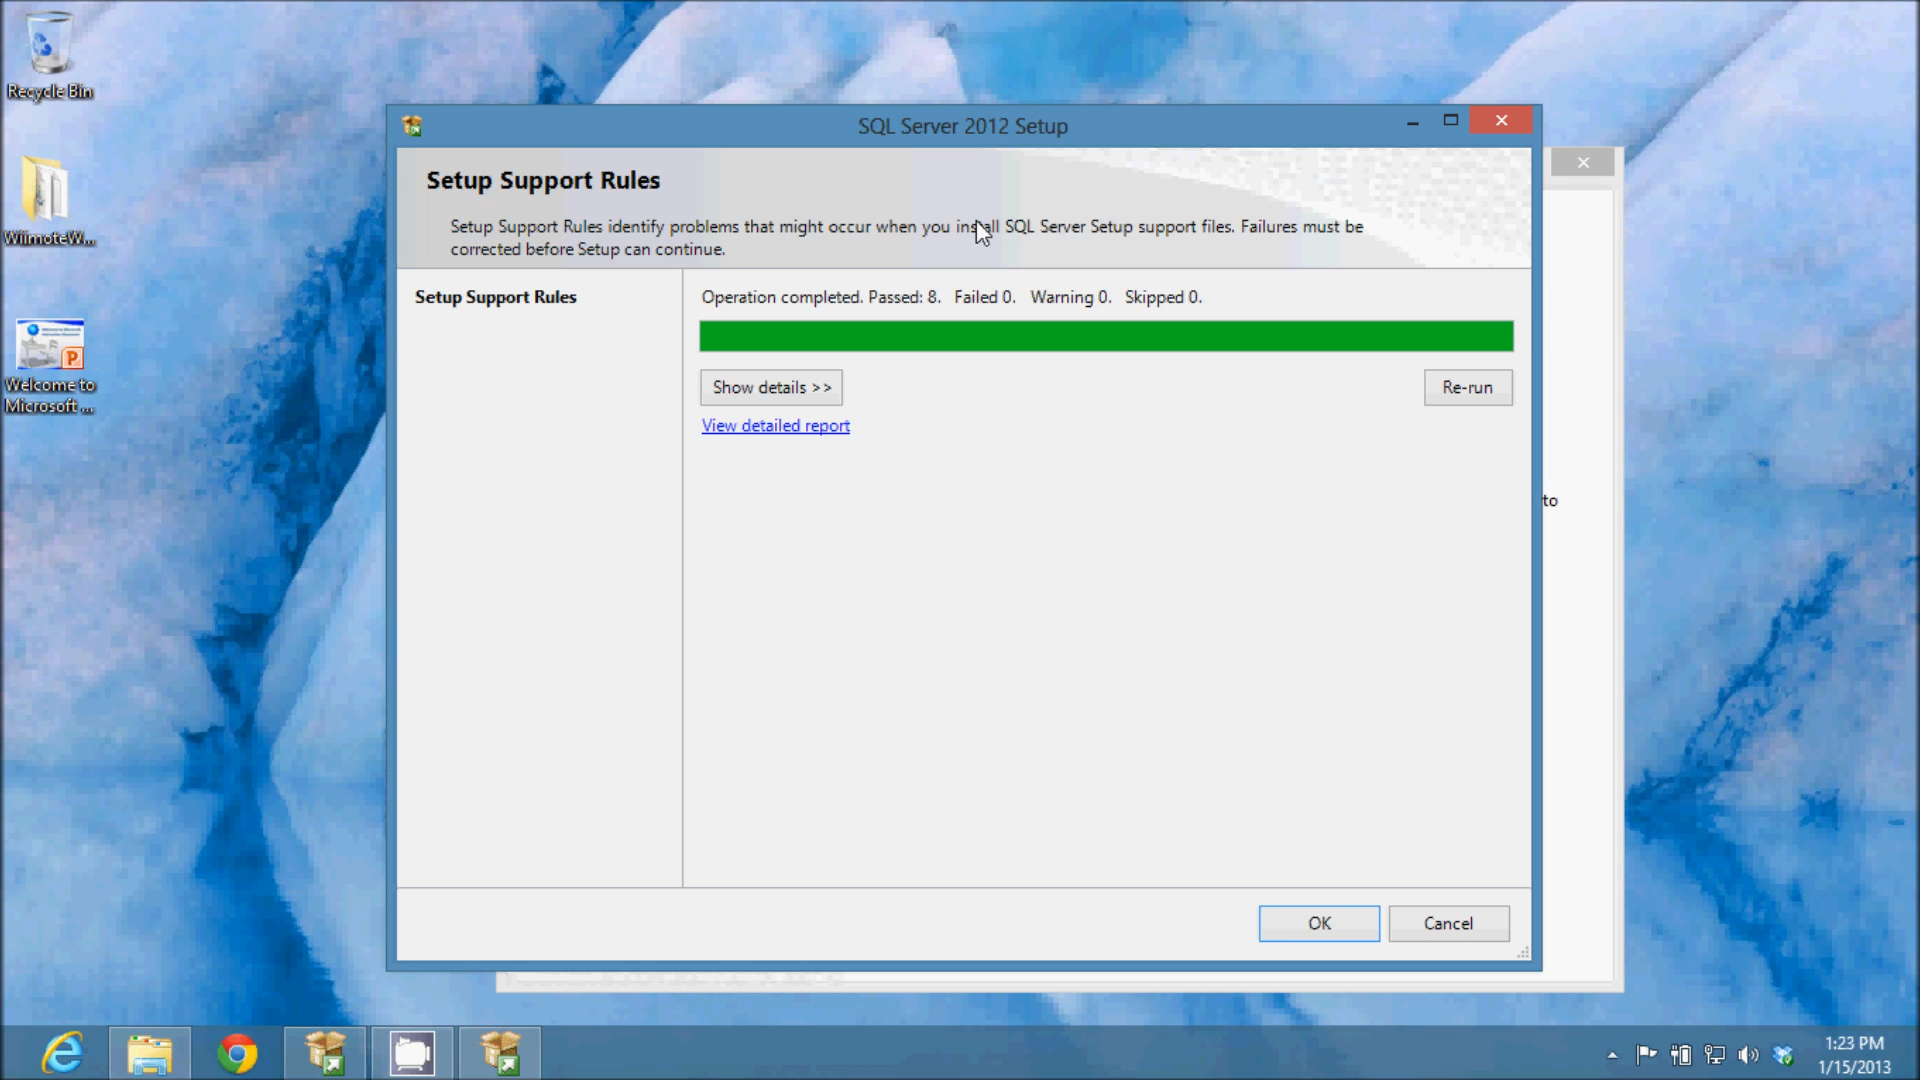 Recycle Bin
WiimoteW...
Welcome to
Microsoft ...
SQL Server 2012 Setup
Setup Support Rules
Setup Support Rules identify problems that might occur when you install SQL Server Setup support files. Failures must be
corrected before Setup can continue.
Setup Support Rules
Operation completed. Passed: 8. Failed 0. Warning 0. Skipped 0.
Show details >>
Re-run
View detailed report
to
OK
Cancel
1:23 PM
1/15/2013